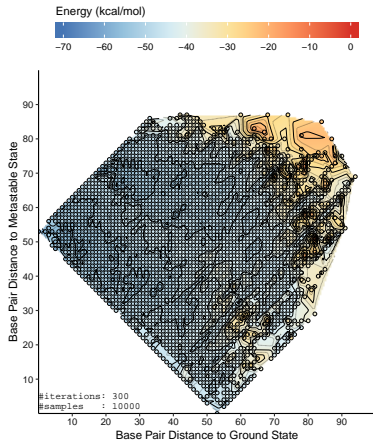 Energy (kcal/mol)
-70 -60 -50 -40 -30 -20 -10 0
Base Pair Distance to Metastable State
90
80
70
60
50
40
30
20
10
#iterations: 300
#samples : 10000
10 20 30 40 50 60 70 80 90
Base Pair Distance to Ground State